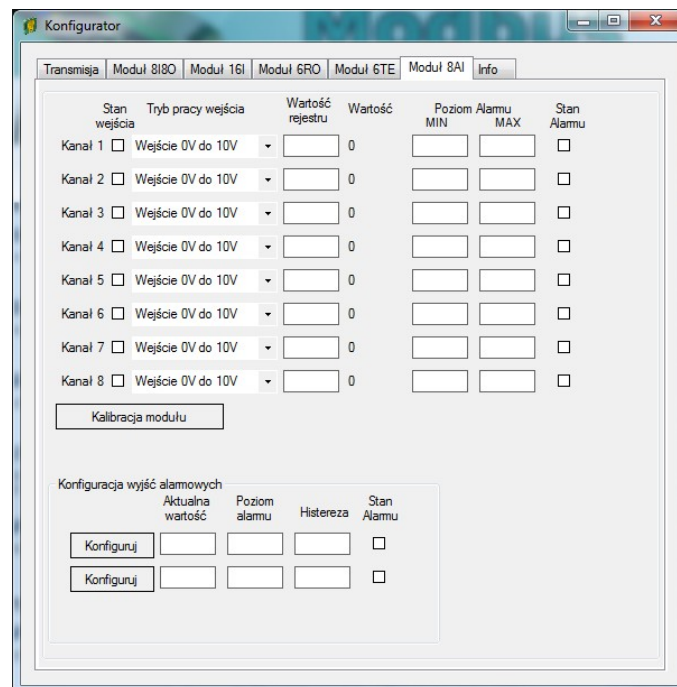 Konfigurator
Modbus
Transmisja Moduł 8I8O Moduł 16I Moduł 6RO Moduł 6TE Moduł 8AI Info
Stan wejścia Tryb pracy wejścia Wartość rejestru Wartość Poziom Alarmu MIN MAX Stan Alarmu
Kanał 1 Wejście 0V do 10V 0
Kanał 2 Wejście 0V do 10V 0
Kanał 3 Wejście 0V do 10V 0
Kanał 4 Wejście 0V do 10V 0
Kanał 5 Wejście 0V do 10V 0
Kanał 6 Wejście 0V do 10V 0
Kanał 7 Wejście 0V do 10V 0
Kanał 8 Wejście 0V do 10V 0
Kalibracja modułu
Konfiguracja wyjść alarmowych
Aktualna wartość Poziom alarmu Histereza Stan Alarmu
Konfiguruj
Konfiguruj